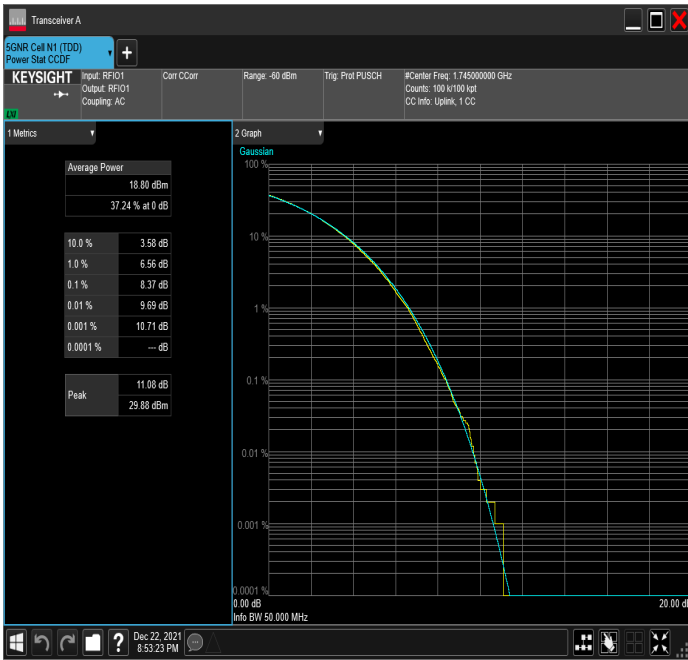 Transceiver A
5GNR Cell N1 (TDD)
Power Stat CCDF
+
KEYSIGHT
LXI
Input: RFIO1
Output: RFIO1
Coupling: AC
Corr CCorr
Range: -60 dBm
Trig: Prot PUSCH
#Center Freq: 1.745000000 GHz
Counts: 100 k/100 kpt
CC Info: Uplink, 1 CC
1 Metrics
Average Power
18.80 dBm
37.24 % at 0 dB
10.0 % 3.58 dB
1.0 % 6.56 dB
0.1 % 8.37 dB
0.01 % 9.69 dB
0.001 % 10.71 dB
0.0001 % --- dB
Peak 11.08 dB
29.88 dBm
2 Graph
Gaussian
100 %
10 %
1 %
0.1 %
0.01 %
0.001 %
0.0001 %
0.00 dB 20.00 dB
Info BW 50.000 MHz
? Dec 22, 2021
8:53:23 PM